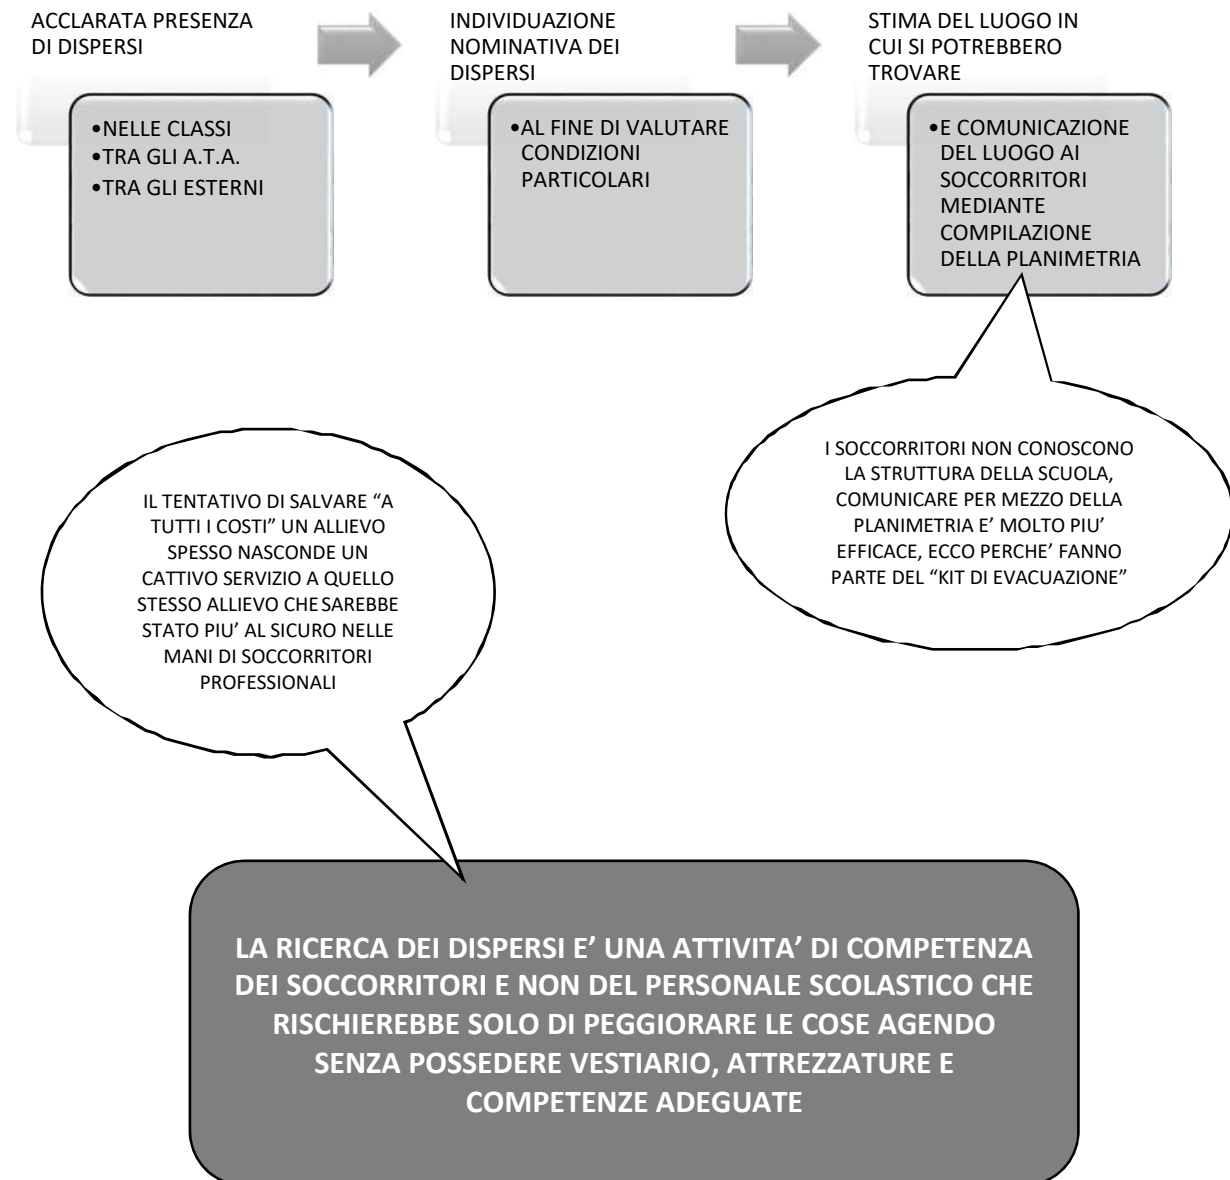 ACCLARATA PRESENZA
DI DISPERSI
•NELLE CLASSI
•TRA GLI A.T.A.
•TRA GLI ESTERNI
INDIVIDUAZIONE
NOMINATIVA DEI
DISPERSI
•AL FINE DI VALUTARE
CONDIZIONI
PARTICOLARI
STIMA DEL LUOGO IN
CUI SI POTREBBERO
TROVARE
•E COMUNICAZIONE
DEL LUOGO AI
SOCCORRITORI
MEDIANTE
COMPILAZIONE
DELLA PLANIMETRIA
I SOCCORRITORI NON CONOSCONO
LA STRUTTURA DELLA SCUOLA,
COMUNICARE PER MEZZO DELLA
PLANIMETRIA E’ MOLTO PIU’
EFFICACE, ECCO PERCHE’ FANNO
PARTE DEL “KIT DI EVACUAZIONE”
IL TENTATIVO DI SALVARE “A
TUTTI I COSTI” UN ALLIEVO
SPESSO NASCONDE UN
CATTIVO SERVIZIO A QUELLO
STESSO ALLIEVO CHE SAREBBE
STATO PIU’ AL SICURO NELLE
MANI DI SOCCORRITORI
PROFESSIONALI
LA RICERCA DEI DISPERSI E’ UNA ATTIVITA’ DI COMPETENZA
DEI SOCCORRITORI E NON DEL PERSONALE SCOLASTICO CHE
RISCHIEREBBE SOLO DI PEGGIORARE LE COSE AGENDO
SENZA POSSEDERE VESTIARIO, ATTREZZATURE E
COMPETENZE ADEGUATE